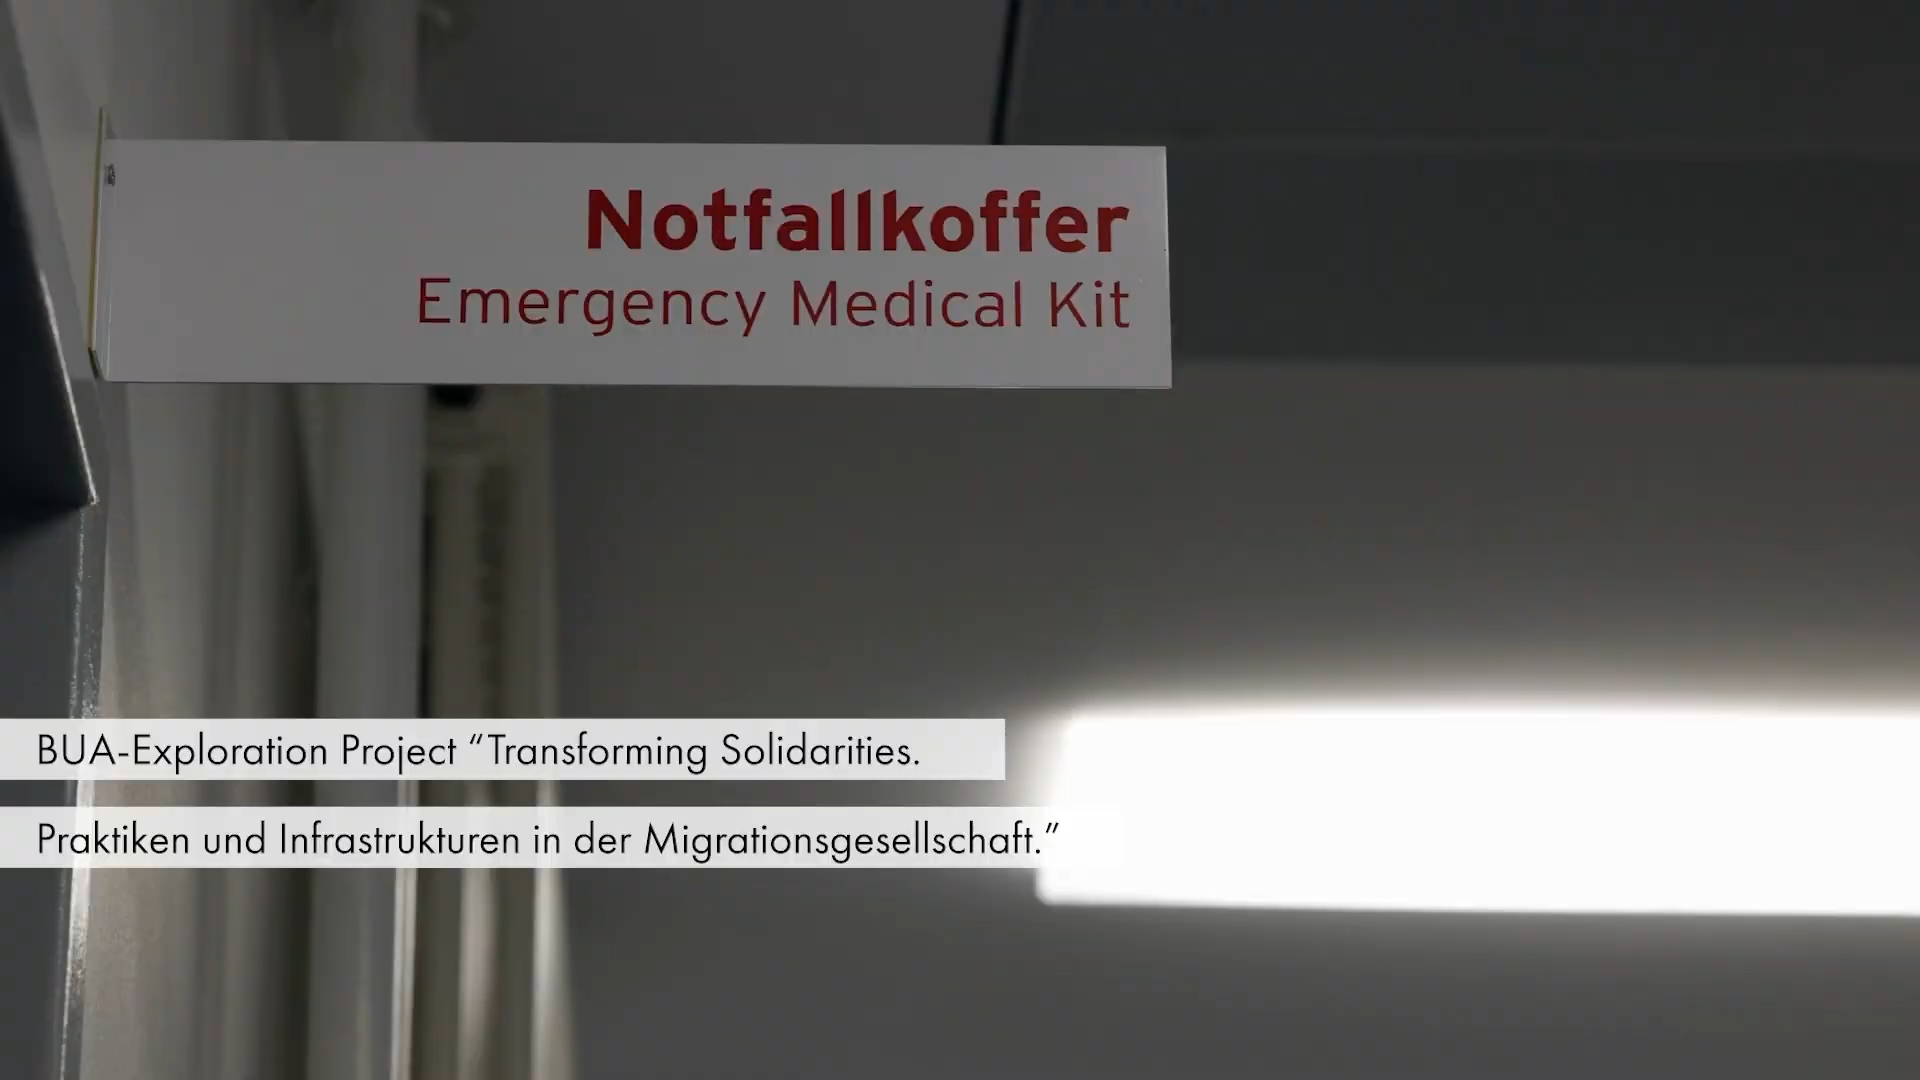 Notfallkoffer
Emergency Medical Kit
BUA-Exploration Project “Transforming Solidarities.
Praktiken und Infrastrukturen in der Migrationsgesellschaft.”